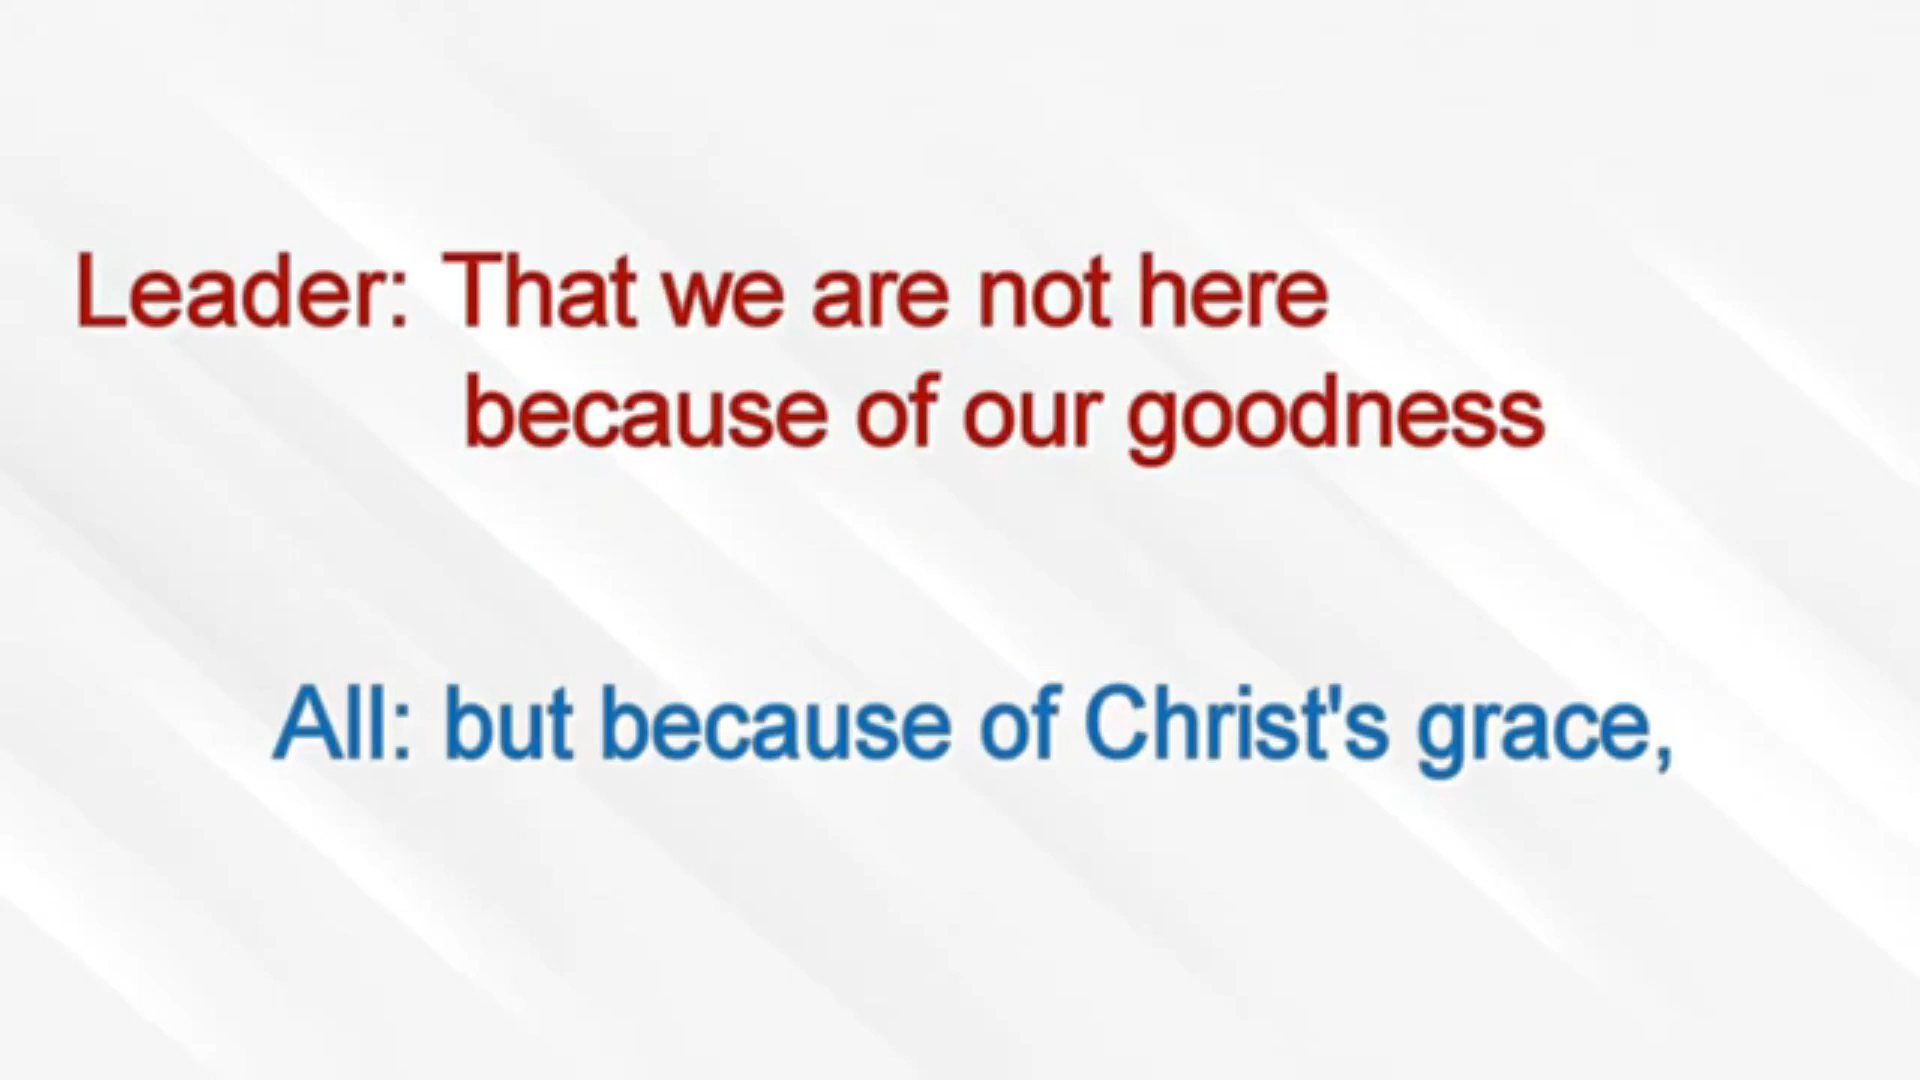 Leader: That we are not here
because of our goodness
All: but because of Christ's grace,